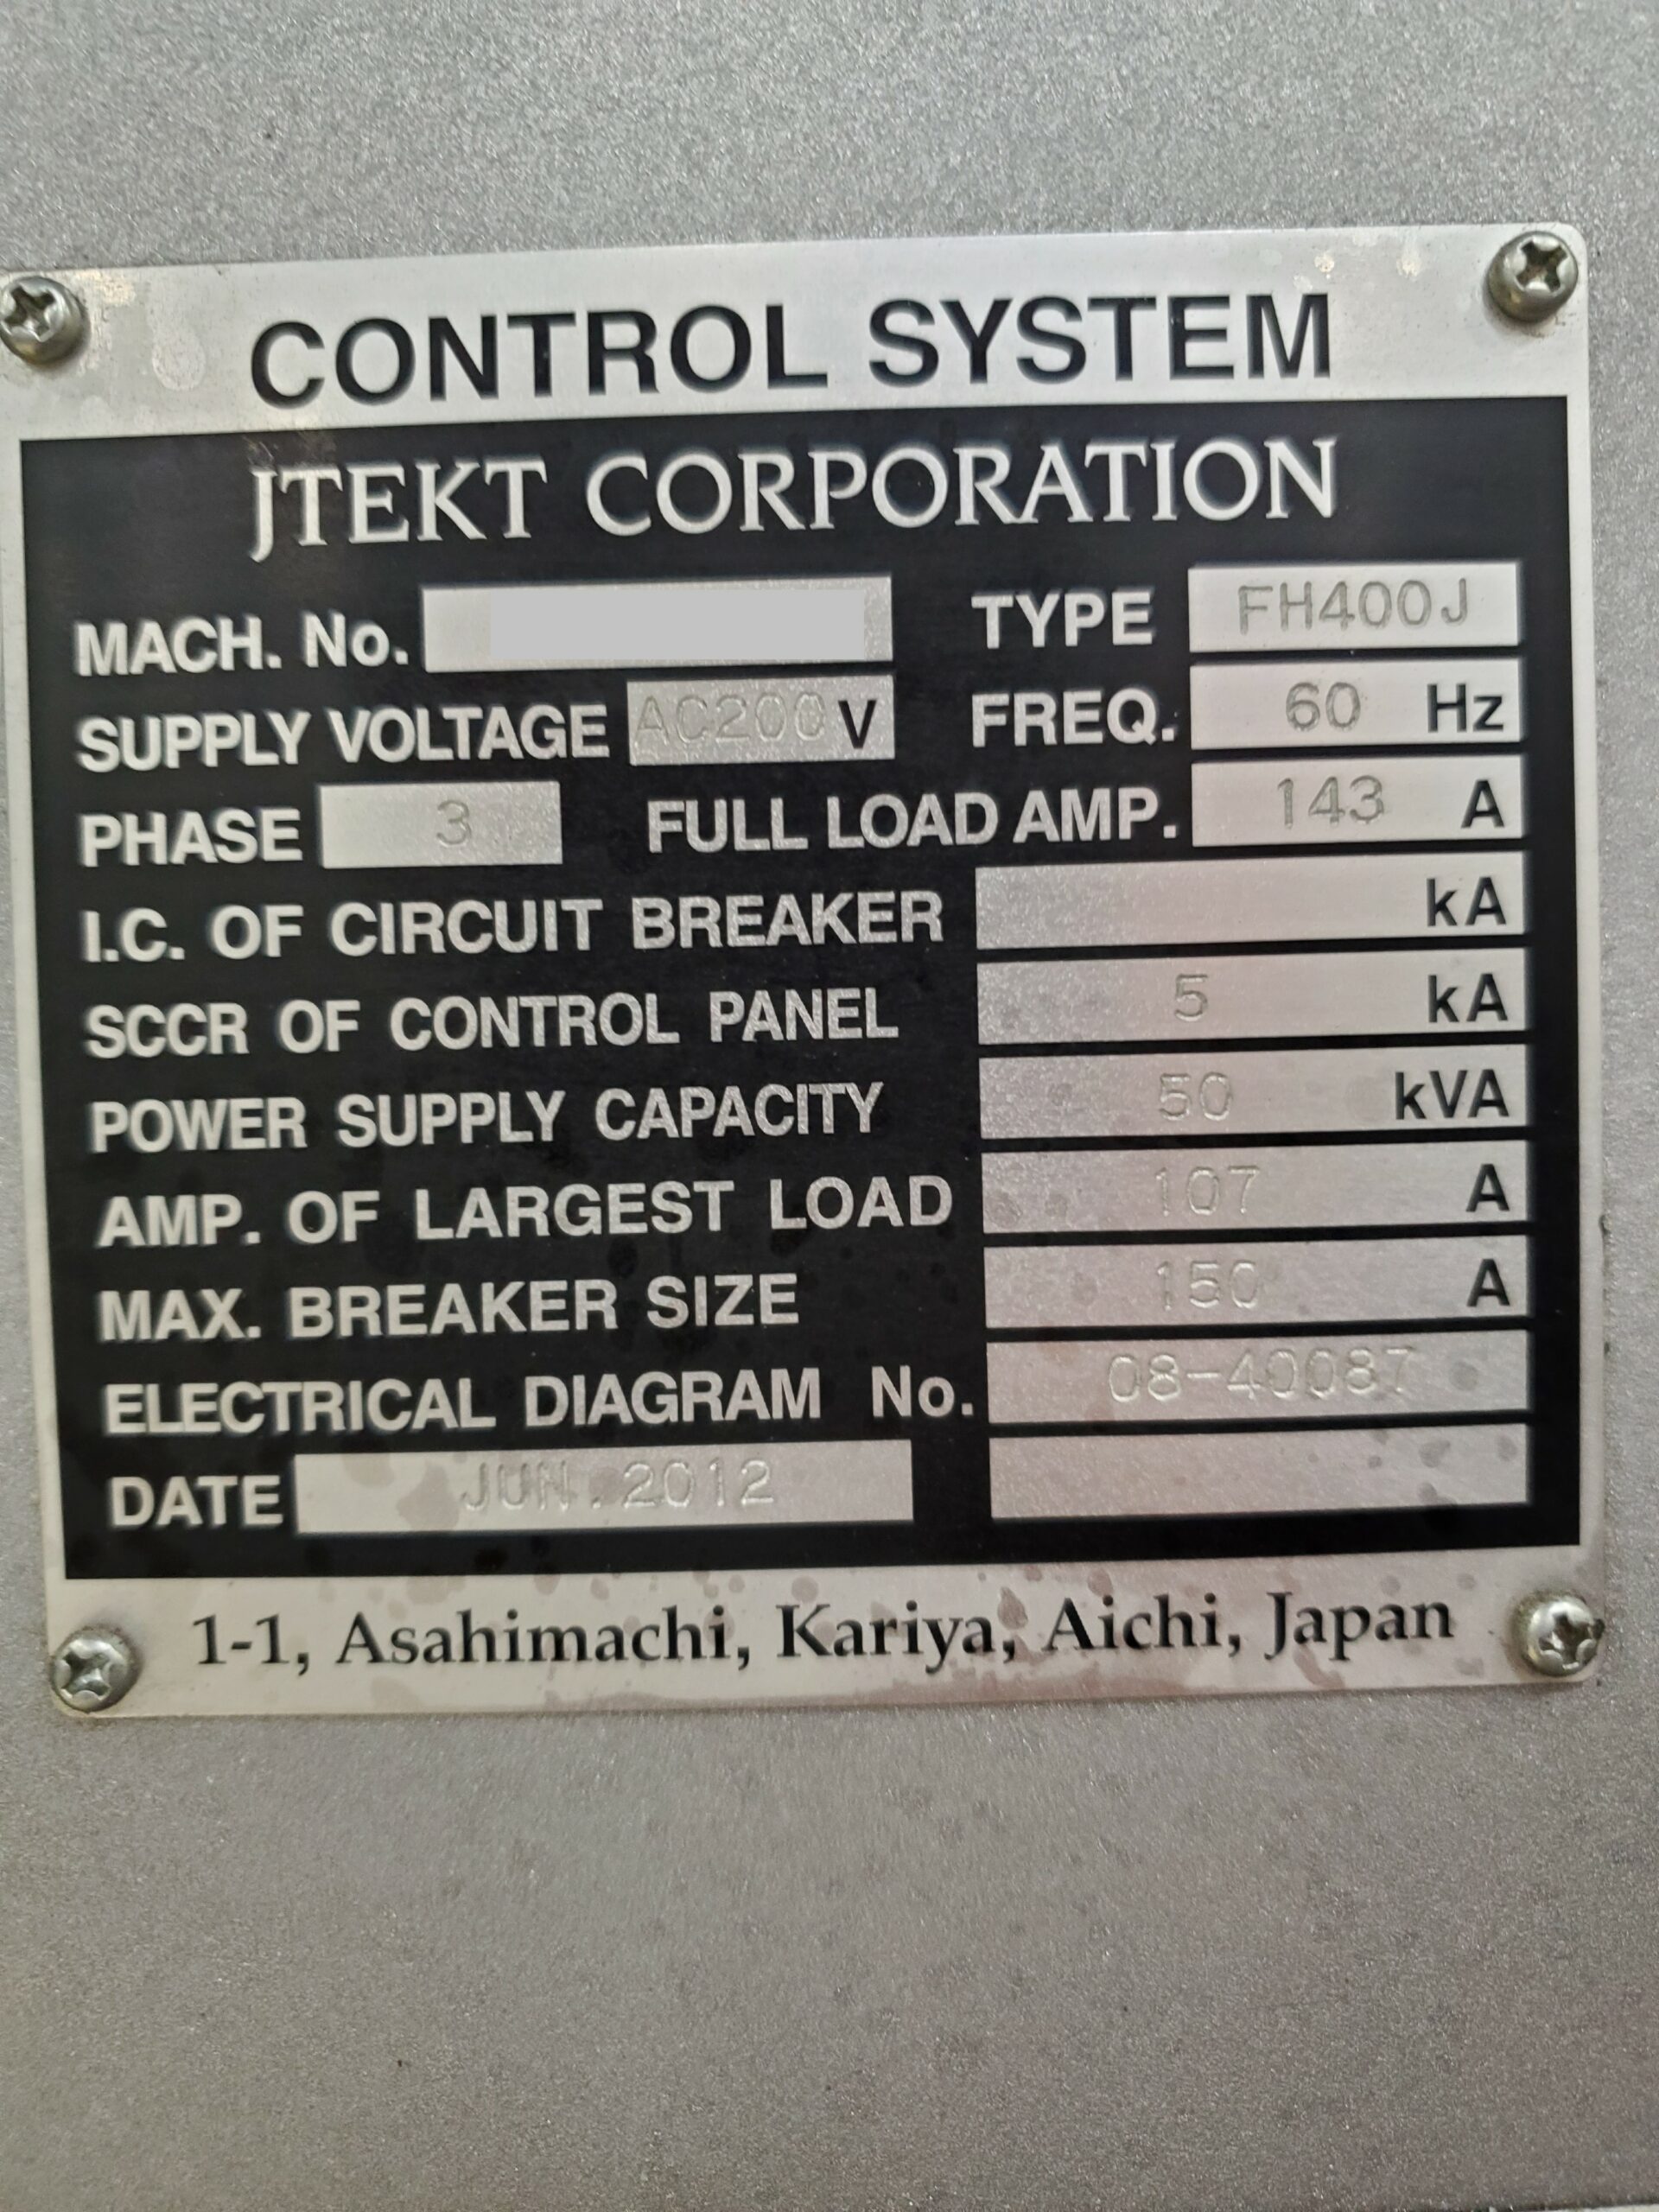 CONTROL SYSTEM
JTEKT CORPORATION
MACH. No. TYPE FH400J
SUPPLY VOLTAGE AC200 V FREQ. 60 Hz
PHASE 3 FULL LOAD AMP. 143 A
I.C. OF CIRCUIT BREAKER kA
SCCR OF CONTROL PANEL 5 kA
POWER SUPPLY CAPACITY 50 kVA
AMP. OF LARGEST LOAD 107 A
MAX. BREAKER SIZE 150 A
ELECTRICAL DIAGRAM No. 08-40087
DATE JUN.2012
1-1, Asahimachi, Kariya, Aichi, Japan